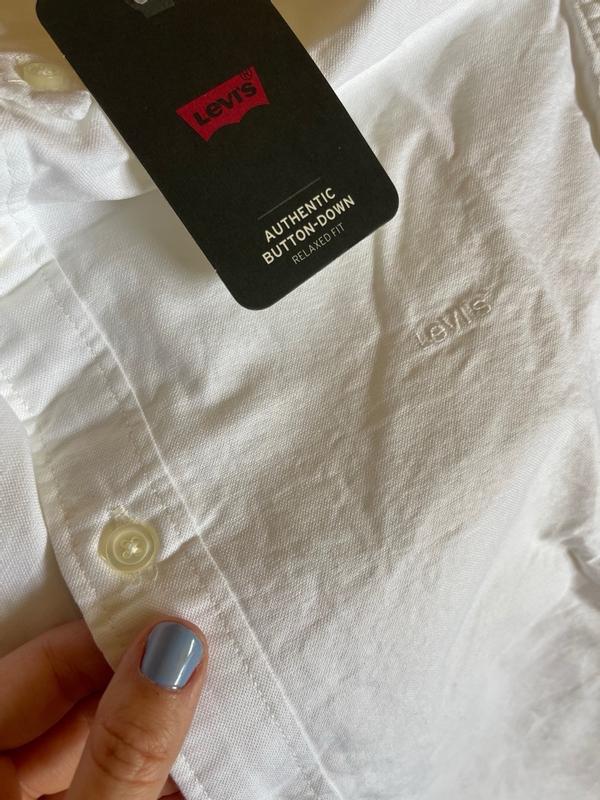 Levi's®
AUTHENTIC
BUTTON-DOWN
RELAXED FIT
Levi's